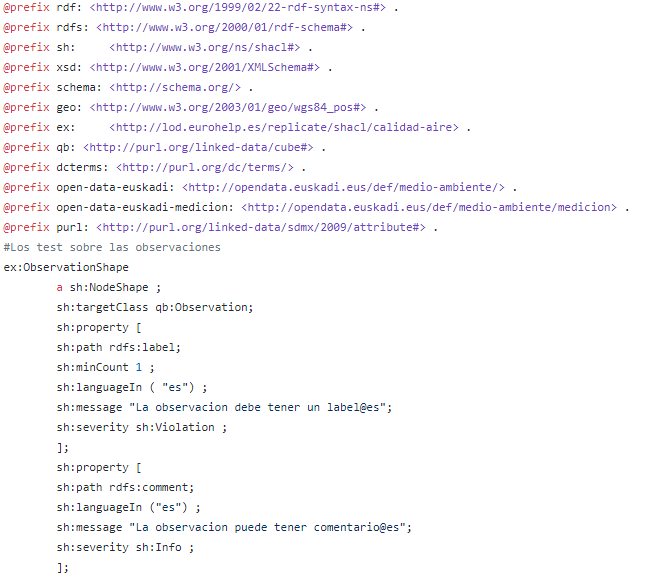 @prefix rdf: <http://www.w3.org/1999/02/22-rdf-syntax-ns#> .
@prefix rdfs: <http://www.w3.org/2000/01/rdf-schema#> .
@prefix sh:    <http://www.w3.org/ns/shacl#> .
@prefix xsd: <http://www.w3.org/2001/XMLSchema#> .
@prefix schema: <http://schema.org/> .
@prefix geo: <http://www.w3.org/2003/01/geo/wgs84_pos#> .
@prefix ex:    <http://lod.eurohelp.es/replicate/shacl/calidad-aire> .
@prefix qb: <http://purl.org/linked-data/cube#> .
@prefix dcterms: <http://purl.org/dc/terms/> .
@prefix open-data-euskadi: <http://opendata.euskadi.eus/def/medio-ambiente/> .
@prefix open-data-euskadi-medicion: <http://opendata.euskadi.eus/def/medio-ambiente/medicion> .
@prefix purl: <http://purl.org/linked-data/sdmx/2009/attribute#> .
#Los test sobre las observaciones
ex:ObservationShape
        a sh:NodeShape ;
        sh:targetClass qb:Observation;
        sh:property [
        sh:path rdfs:label;
        sh:minCount 1 ;
        sh:languageIn ( "es") ;
        sh:message "La observacion debe tener un label@es";
        sh:severity sh:Violation ;
        ];
        sh:property [
        sh:path rdfs:comment;
        sh:languageIn ("es") ;
        sh:message "La observacion puede tener comentario@es";
        sh:severity sh:Info ;
        ];